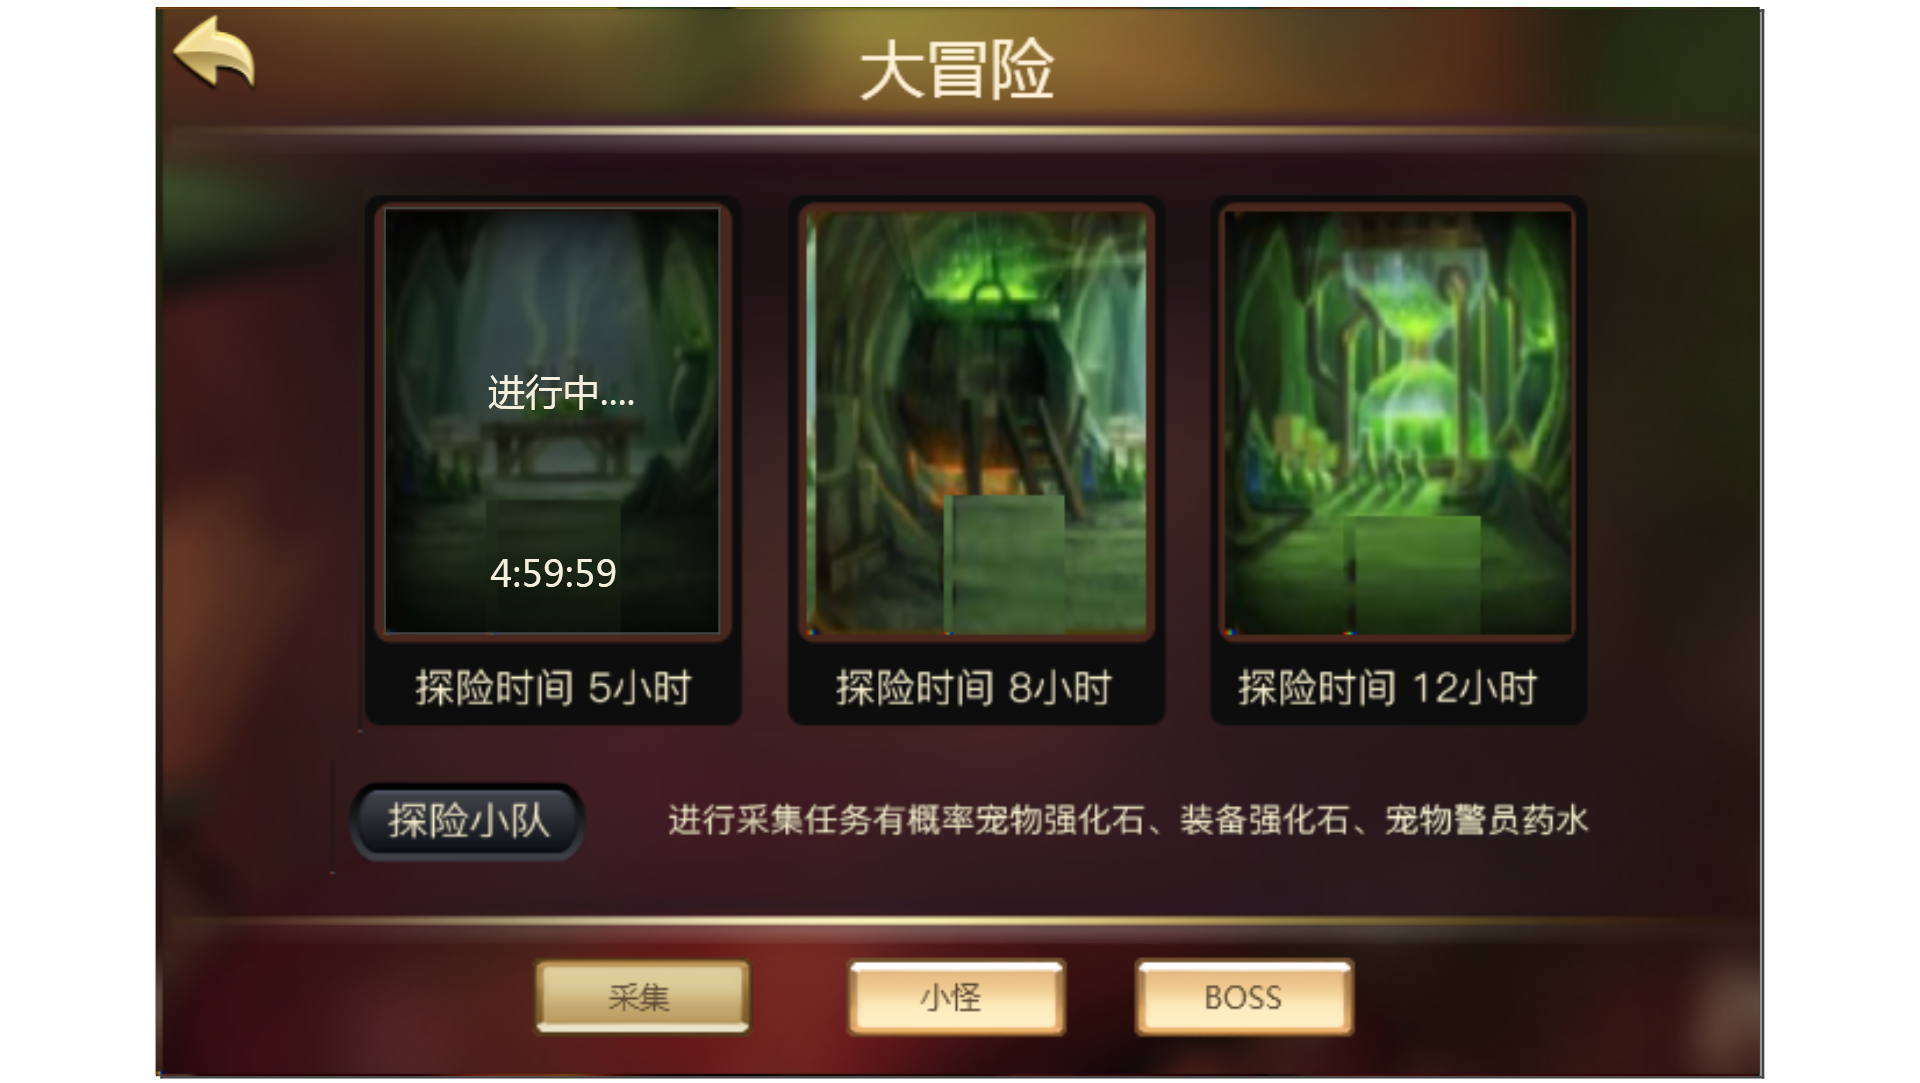 大冒险
进行中....
4:59:59
探险时间 5小时
探险时间 8小时
探险时间 12小时
探险小队
进行采集任务有概率宠物强化石、装备强化石、宠物警员药水
采集
小怪
BOSS